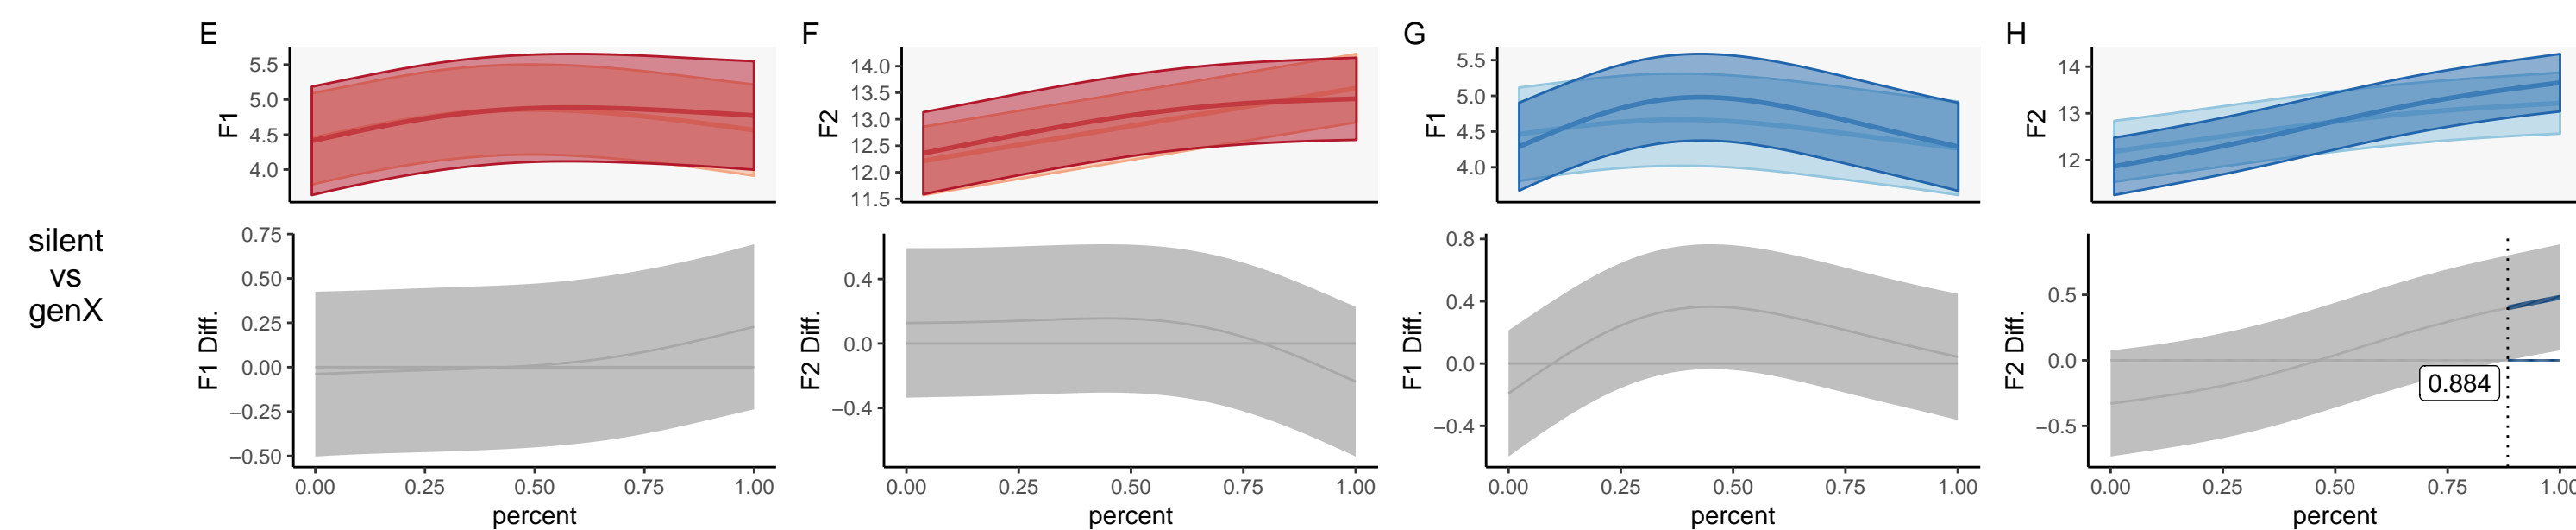 E
F
G
H
F1
5.5
5.0
4.5
4.0
F2
14.0
13.5
13.0
12.5
12.0
11.5
F1
5.5
5.0
4.5
4.0
F2
14
13
12
silent
vs
genX
F1 Diff.
0.75
0.50
0.25
0.00
−0.25
−0.50
0.00 0.25 0.50 0.75 1.00
percent
F2 Diff.
0.4
0.0
−0.4
0.00 0.25 0.50 0.75 1.00
percent
F1 Diff.
0.8
0.4
0.0
−0.4
0.00 0.25 0.50 0.75 1.00
percent
F2 Diff.
0.5
0.0
−0.5
0.884
0.00 0.25 0.50 0.75 1.00
percent